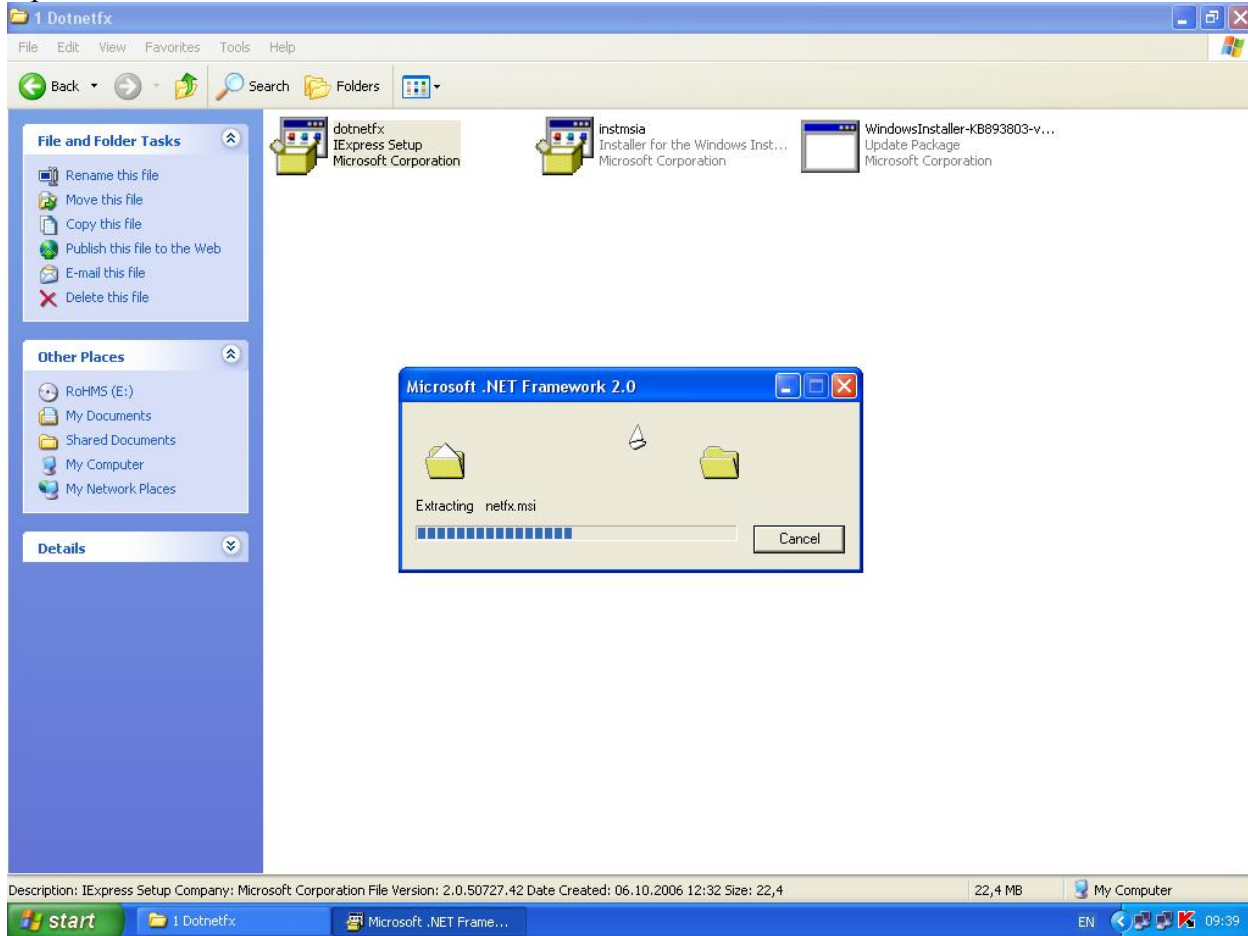 1 Dotnetfx
File Edit View Favorites Tools Help
Back Search Folders
File and Folder Tasks
Rename this file
Move this file
Copy this file
Publish this file to the Web
E-mail this file
Delete this file
Other Places
RoHMS (E:)
My Documents
Shared Documents
My Computer
My Network Places
Details
dotnetfx
IExpress Setup
Microsoft Corporation
instmsia
Installer for the Windows Inst...
Microsoft Corporation
WindowsInstaller-KB893803-v...
Update Package
Microsoft Corporation
Microsoft .NET Framework 2.0
Extracting netfx.msi
Cancel
Description: IExpress Setup Company: Microsoft Corporation File Version: 2.0.50727.42 Date Created: 06.10.2006 12:32 Size: 22,4 22,4 MB My Computer
start 1 Dotnetfx Microsoft .NET Frame... EN 09:39